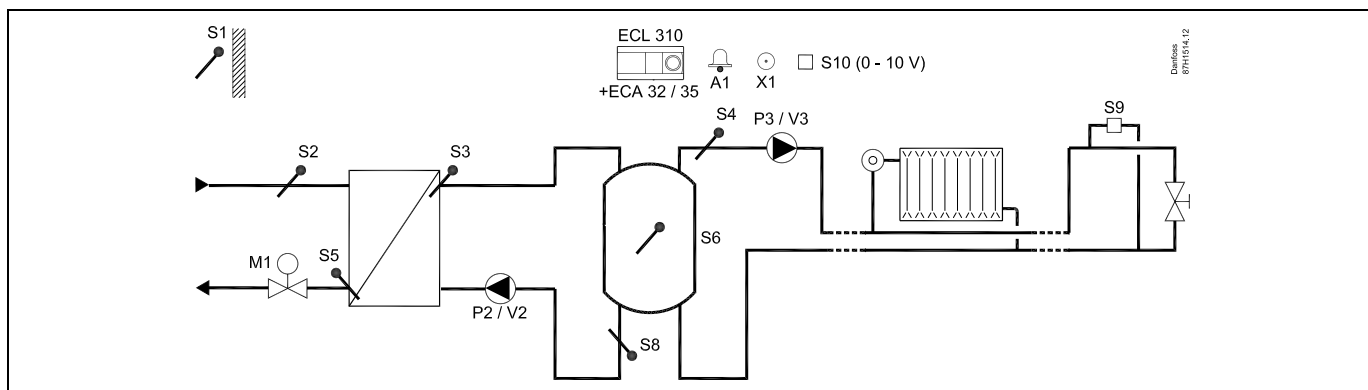 S1
ECL 310
+ECA 32 / 35
A1
X1
S10 (0 - 10 V)
Danfoss
87H1514.12
S2
S3
S4
P3 / V3
S9
S6
M1
S5
P2 / V2
S8